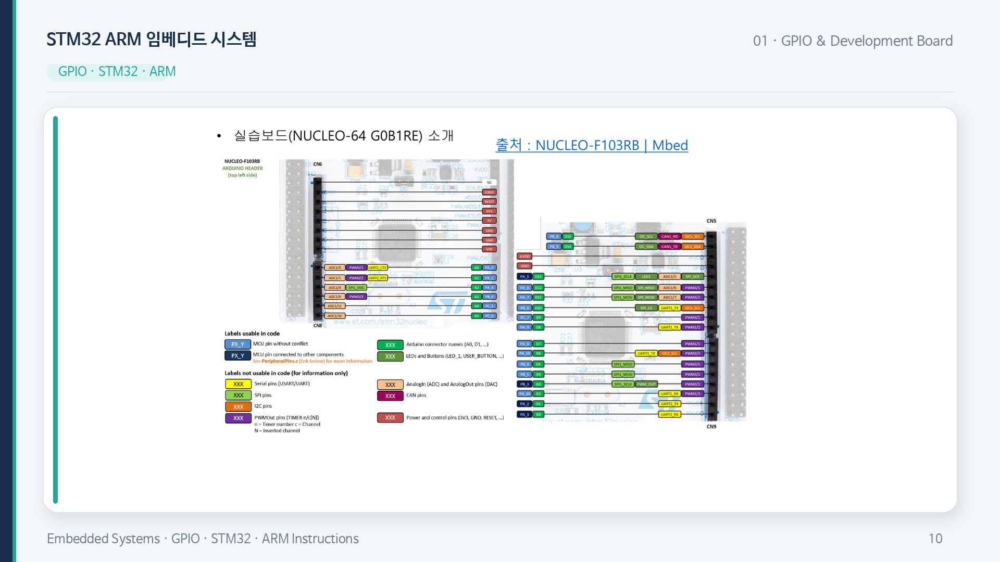 STM32 ARM 임베디드 시스템
01 · GPIO & Development Board
GPIO · STM32 · ARM
• 실습보드(NUCLEO-64 G0B1RE) 소개
출처 : NUCLEO-F103RB | Mbed
NUCLEO-F103RB
ARDUINO HEADER
(top left side)
CN6
NC
IOREF
RESET
3V3
5V
GND
GND
VIN
ADC1/0 PWM2/1 UART2_CTS A0 PA_0
ADC1/1 PWM2/2 UART2_RTS A1 PA_1
ADC1/4 SPI1_SSEL A2 PA_4
ADC1/8 PWM3/3 A3 PB_0
ADC1/11 A4 PC_1
ADC1/10 A5 PC_0
www.st.com/stm32nucleo
CN8
CN5
PB_8 D15 I2C_SCL CAN1_RD I2C1_SCL
PB_9 D14 I2C_SDA CAN1_TD I2C1_SDA
AVDD
GND
PA_5 D13 SPI1_SCLK LED1 ADC1/5 SPI_SCK
PA_6 D12 SPI1_MISO SPI_MISO ADC1/6 PWM3/1
PA_7 D11 SPI1_MOSI SPI_MOSI ADC1/7 PWM3/2
PB_6 D10 SPI_CS UART1_TX I2C1_SCL
PC_7 D9 PWM3/2
PA_9 D8 UART1_TX PWM1/2
PA_8 D7 PWM1/1
PB_10 D6 UART3_TX I2C2_SCL PWM2/3
PB_4 D5 SPI1_MISO PWM3/1
PB_5 D4 SPI1_MOSI PWM3/2
PB_3 D3 SPI1_SCLK PWM_OUT PWM2/2
PA_10 D2 UART1_RX PWM1/3
PA_2 D1 UART2_TX
PA_3 D0 UART2_RX
CN9
Labels usable in code
PX_Y MCU pin without conflict
XXX Arduino connector names (A0, D1, ...)
PX_Y MCU pin connected to other components
See PeripheralPins.c (link below) for more information
XXX LEDs and Buttons (LED_1, USER_BUTTON, ...)
Labels not usable in code (for information only)
XXX Serial pins (USART/UART)
XXX AnalogIn (ADC) and AnalogOut pins (DAC)
XXX SPI pins
XXX CAN pins
XXX I2C pins
XXX PWMOut pins (TIMER n/c[N])
n = Timer number c = Channel
N = Inverted channel
XXX Power and control pins (3V3, GND, RESET, ...)
Embedded Systems · GPIO · STM32 · ARM Instructions
10